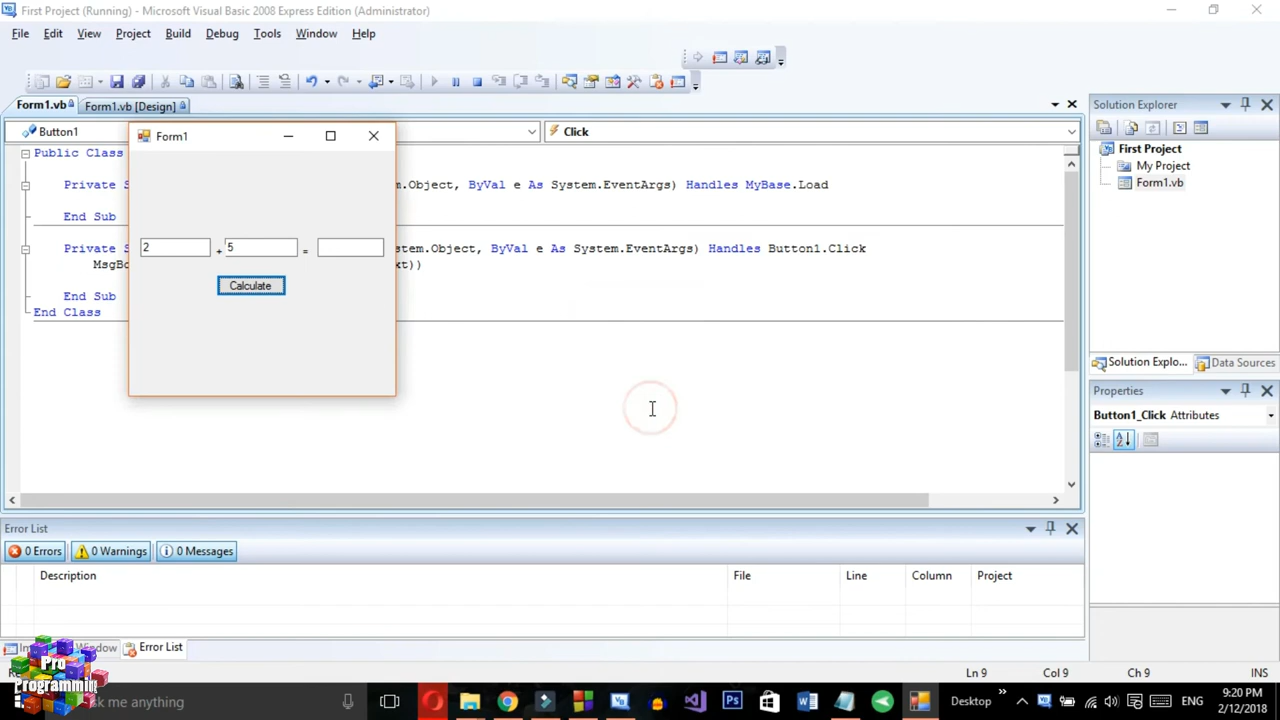 First Project (Running) - Microsoft Visual Basic 2008 Express Edition (Administrator)
File Edit View Project Build Debug Tools Window Help
Form1.vb Form1.vb [Design]
Button1 Click
Form1
Public Class
Private S .Object, ByVal e As System.EventArgs) Handles MyBase.Load
End Sub
Private S stem.Object, ByVal e As System.EventArgs) Handles Button1.Click
MsgBo xt))
End Sub
End Class
2 + 5 =
Calculate
Solution Explorer
First Project
My Project
Form1.vb
Solution Explo... Data Sources
Properties
Button1_Click Attributes
Error List
0 Errors 0 Warnings 0 Messages
Description File Line Column Project
Window Error List
Ln 9 Col 9 Ch 9 INS
Pro
Programming
sk me anything
Desktop ENG 9:20 PM
2/12/2018